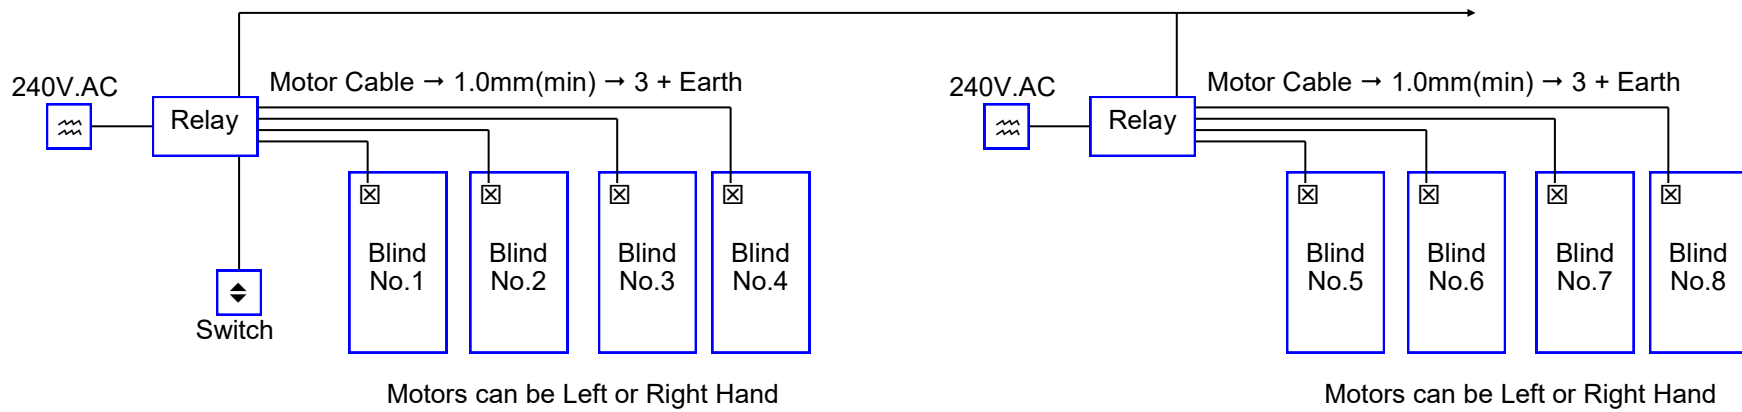 240V.AC
Motor Cable → 1.0mm(min) → 3 + Earth
Relay
Blind
No.1
Blind
No.2
Blind
No.3
Blind
No.4
Switch
Motors can be Left or Right Hand
240V.AC
Motor Cable → 1.0mm(min) → 3 + Earth
Relay
Blind
No.5
Blind
No.6
Blind
No.7
Blind
No.8
Motors can be Left or Right Hand